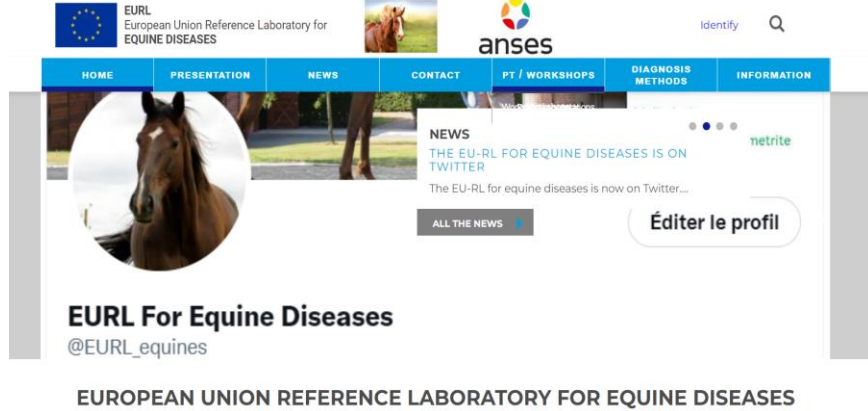 EURL
European Union Reference Laboratory for
EQUINE DISEASES
anses
Identify
HOME
PRESENTATION
NEWS
CONTACT
PT / WORKSHOPS
DIAGNOSIS
METHODS
INFORMATION
NEWS
THE EU-RL FOR EQUINE DISEASES IS ON
TWITTER
The EU-RL for equine diseases is now on Twitter....
ALL THE NEWS
metrite
Éditer le profil
EURL For Equine Diseases
@EURL_equines
EUROPEAN UNION REFERENCE LABORATORY FOR EQUINE DISEASES